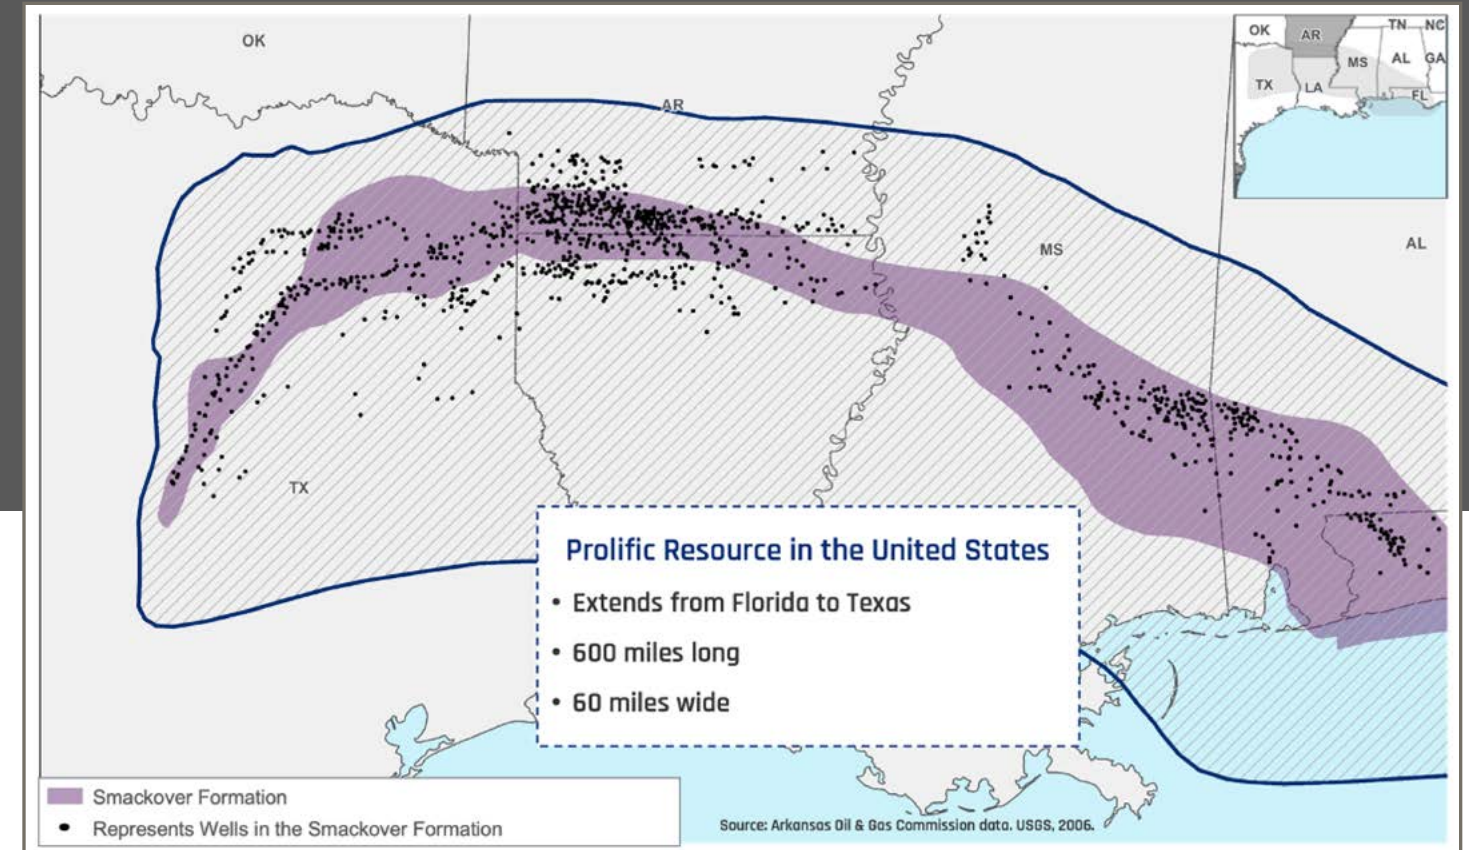 OK
AR
MS
AL
TX
OK
AR
TN
NC
MS
AL
GA
TX
LA
FL
Prolific Resource in the United States
• Extends from Florida to Texas
• 600 miles long
• 60 miles wide
Smackover Formation
Represents Wells in the Smackover Formation
Source: Arkansas Oil & Gas Commission data. USGS, 2006.